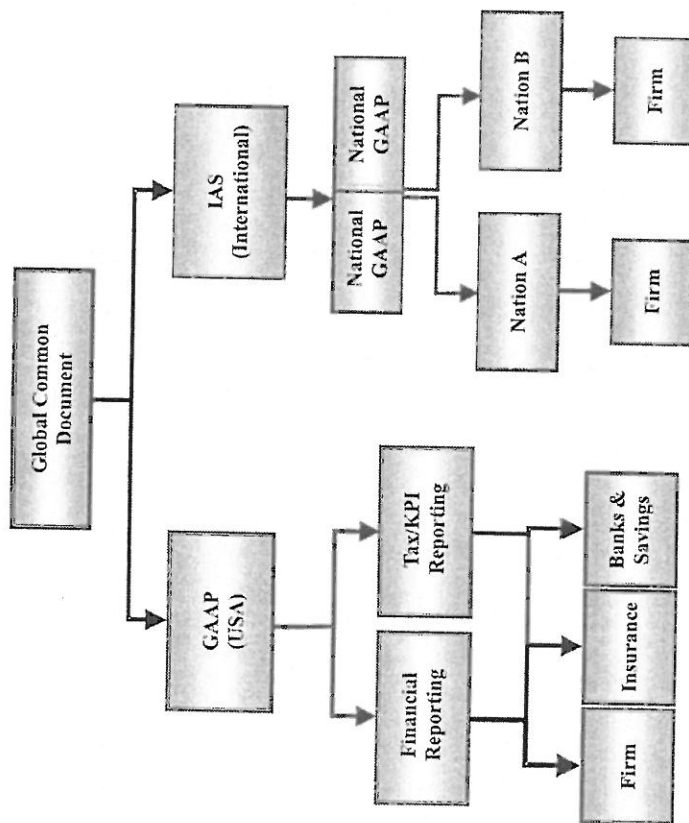 Global Common
Document
GAAP
(USA)
IAS
(International)
Financial
Reporting
Tax/KPI
Reporting
National
GAAP
National
GAAP
Firm
Insurance
Banks &
Savings
Nation A
Nation B
Firm
Firm